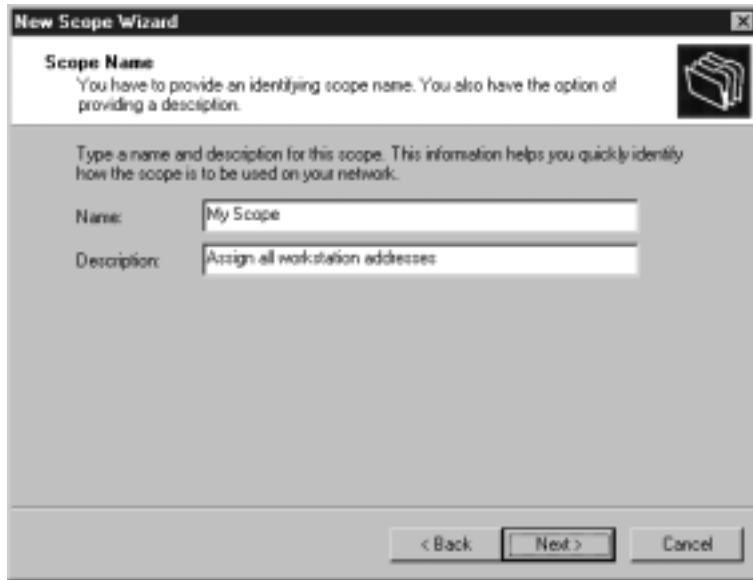 New Scope Wizard
Scope Name
You have to provide an identifying scope name. You also have the option of
providing a description.
Type a name and description for this scope. This information helps you quickly identify
how the scope is to be used on your network.
Name:
My Scope
Description:
Assign all workstation addresses
< Back
Next >
Cancel